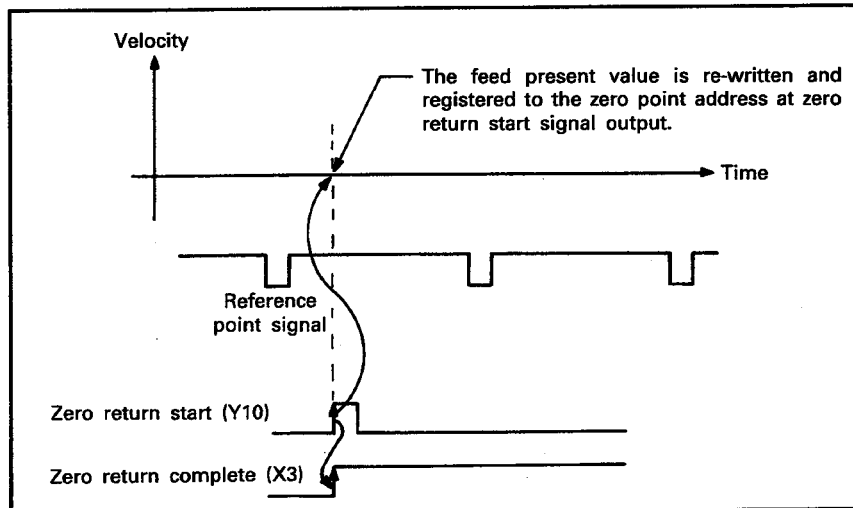 Velocity
The feed present value is re-written and
registered to the zero point address at zero
return start signal output.
Time
Reference
point signal
Zero return start (Y10)
Zero return complete (X3)